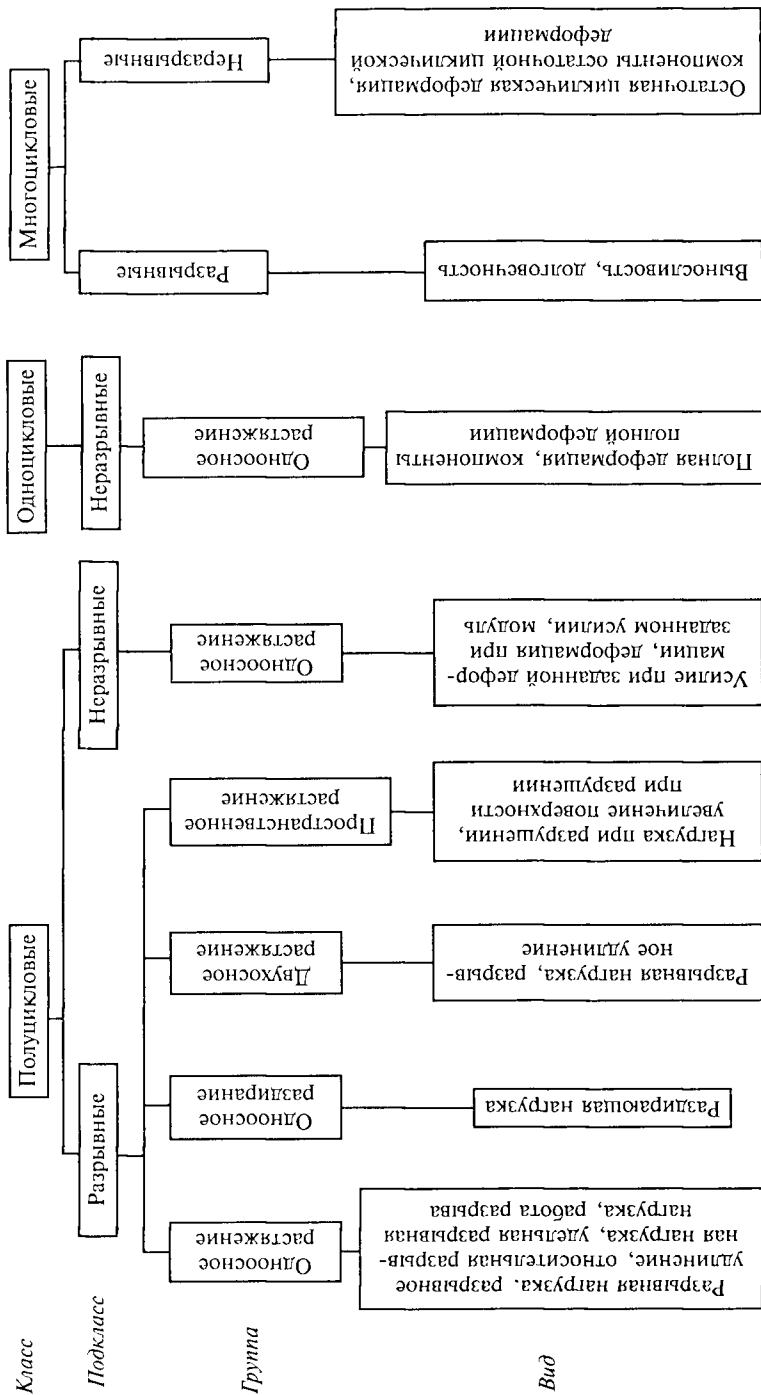 Класс
Полуцикловые
Одноцикловые
Многоцикловые
Подкласс
Разрывные
Неразрывные
Неразрывные
Разрывные
Неразрывные
Группа
Одноосное
растяжение
Одноосное
раздирание
Двухосное
растяжение
Пространственное
растяжение
Одноосное
растяжение
Одноосное
растяжение
Вид
Разрывная нагрузка. разрывное
удлинение, относительная разрыв-
ная нагрузка, удельная разрывная
нагрузка, работа разрыва
Раздирающая нагрузка
Разрывная нагрузка, разрыв-
ное удлинение
Нагрузка при разрушении,
увеличение поверхности
при разрушении
Усилие при заданной дефор-
мации, деформация при
заданном усилии, модуль
Полная деформация, компоненты
полной деформации
Выносливость, долговечность
Остаточная циклическая деформация,
компоненты остаточной циклической
деформации